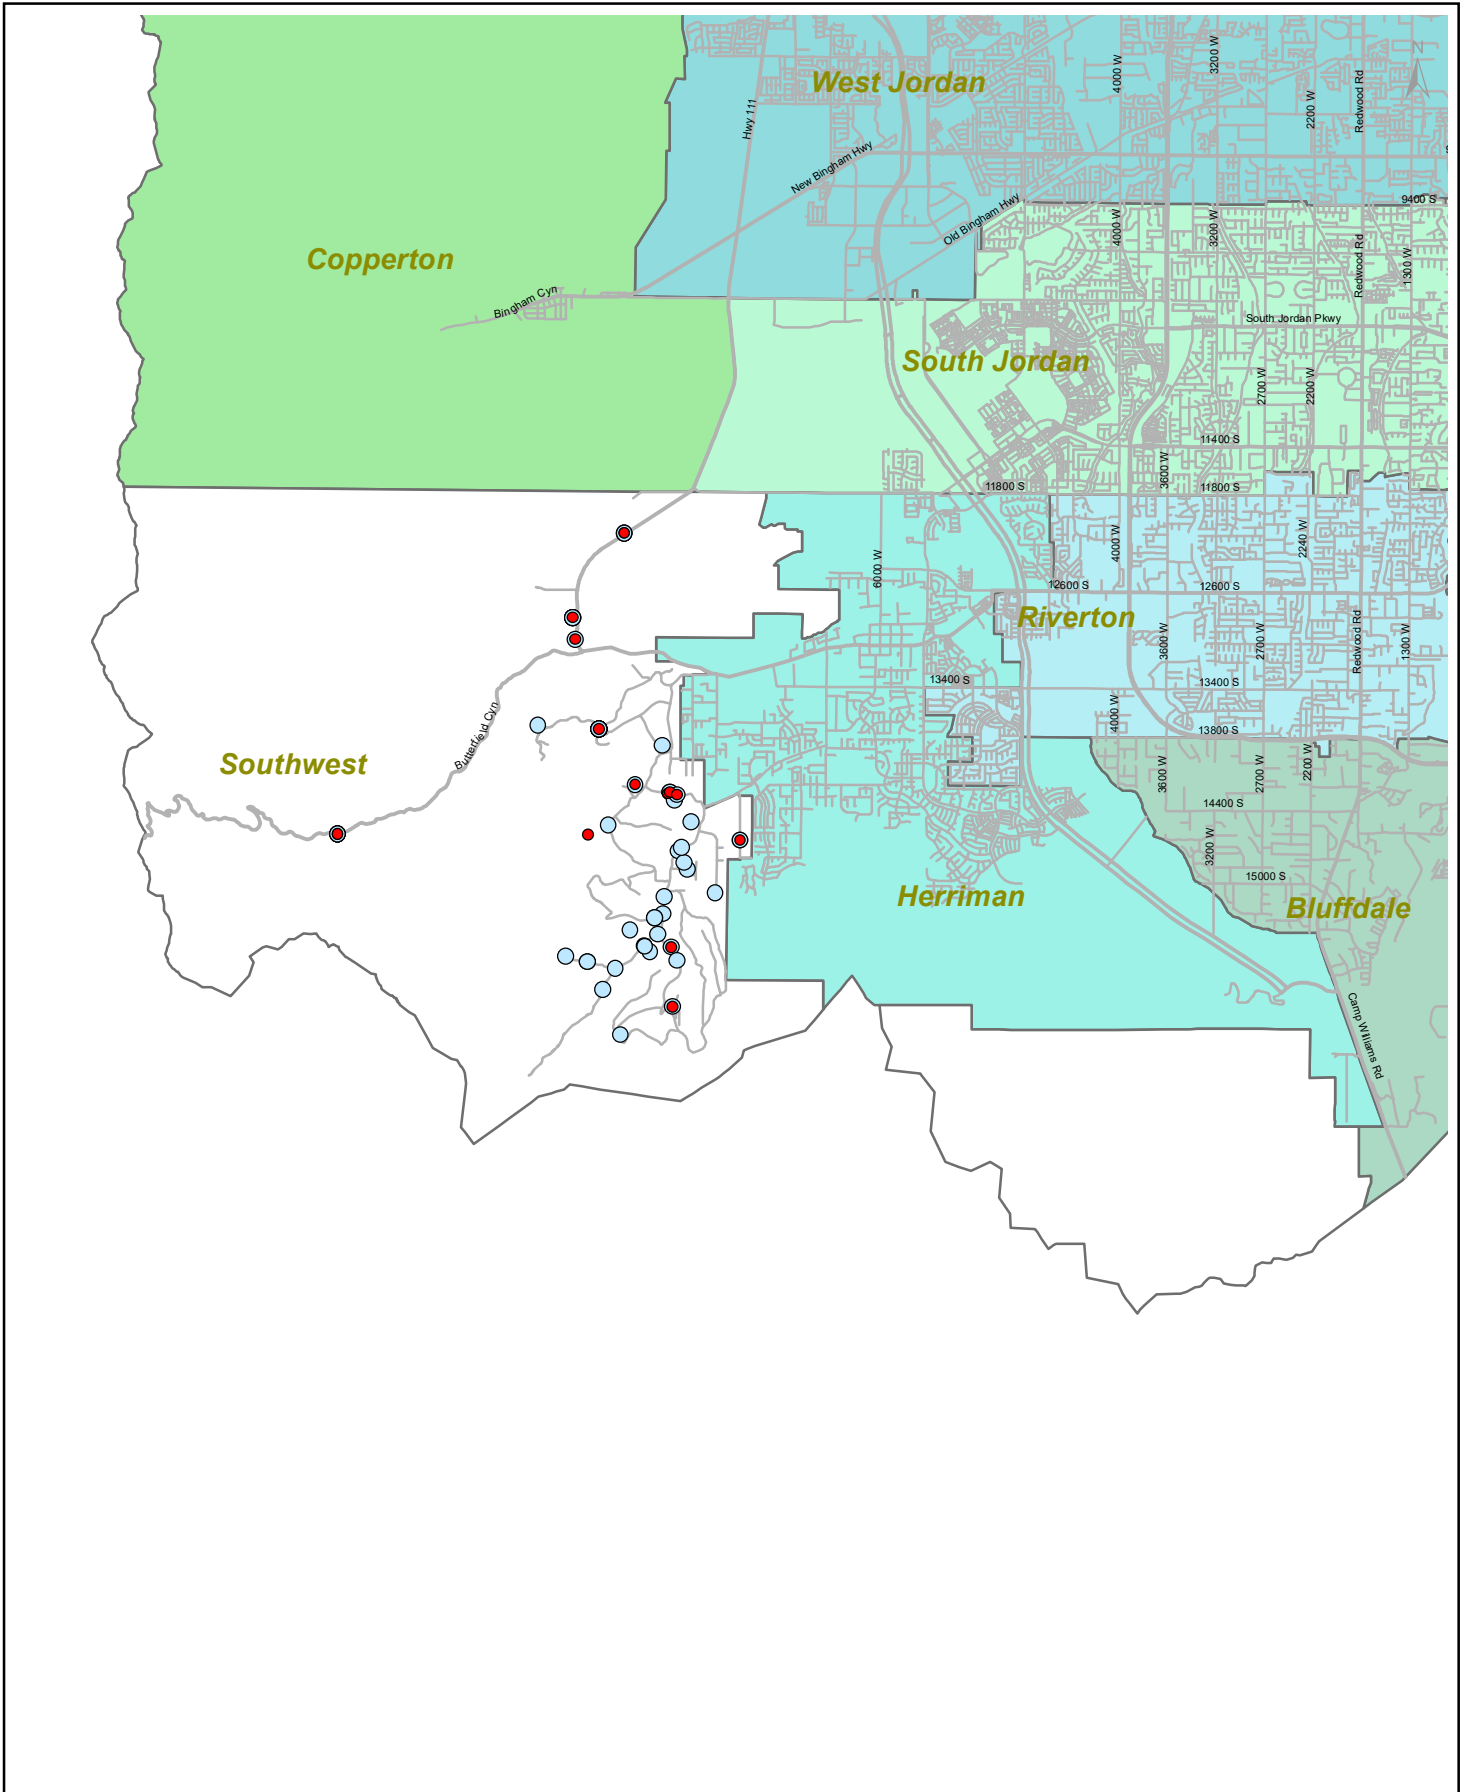 N
3200 W
4000 W
West Jordan
Redwood Rd
2200 W
Hwy 111
New Bingham Hwy
9400 S
Old Bingham Hwy
4000 W
3200 W
Copperton
Redwood Rd
1300 W
Bingham Cyn
South Jordan Pkwy
South Jordan
2700 W
2200 W
11400 S
3600 W
11800 S
11800 S
4000 W
2240 W
6000 W
12600 S
12600 S
Riverton
3600 W
2700 W
Redwood Rd
1300 W
13400 S
13400 S
4000 W
13800 S
Butterfield Cyn
Southwest
3600 W
2700 W
2200 W
14400 S
3200 W
15000 S
Herriman
Bluffdale
Camp Williams Rd